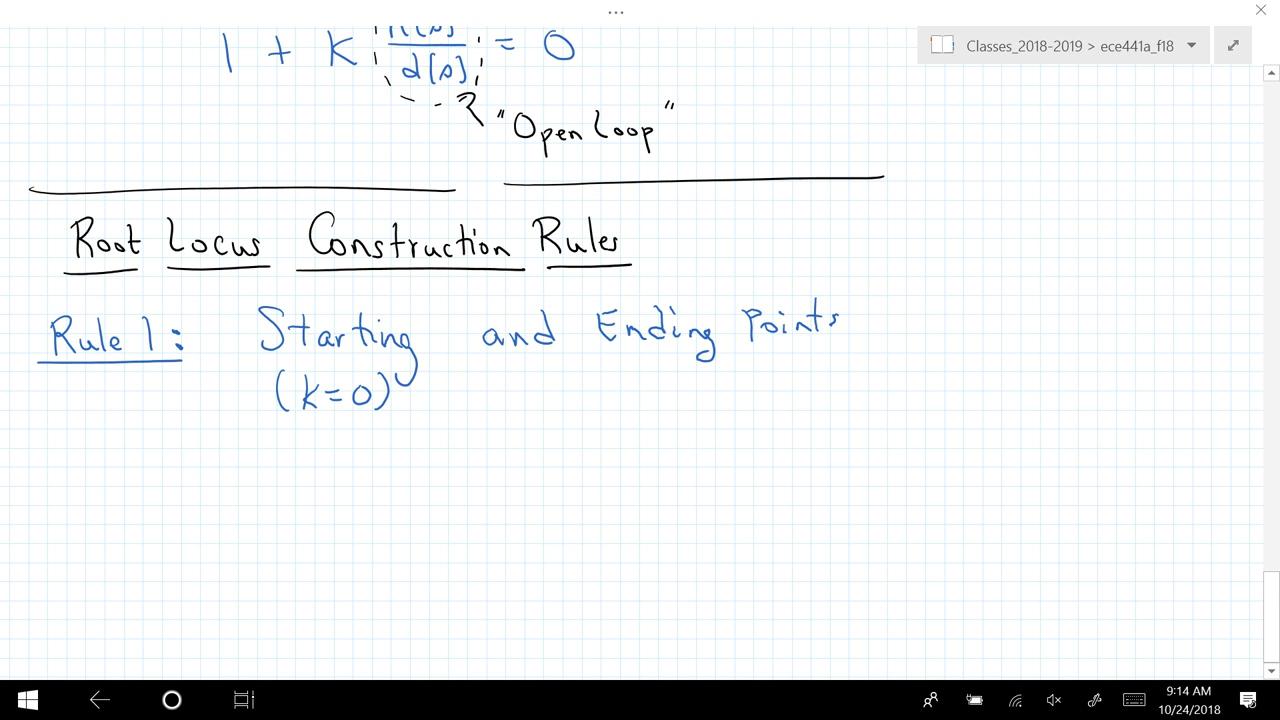 ...
Classes_2018-2019 > ece441a_f18
1 + k n(s)/d(s) = 0
"Open Loop"
Root Locus Construction Rules
Rule 1: Starting and Ending Points
(k=0)
9:14 AM
10/24/2018